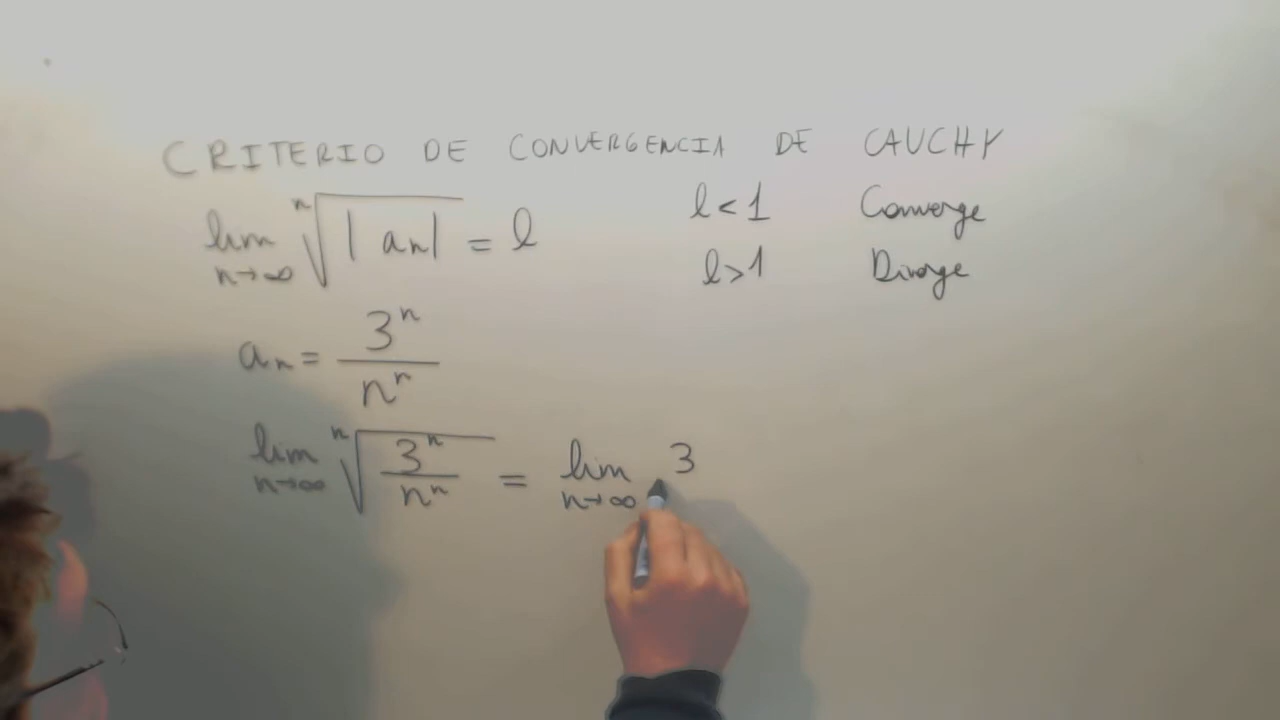 CRITERIO DE CONVERGENCIA DE CAUCHY
lim n→∞ ⁿ√|aₙ| = l
l < 1 Converge
l > 1 Diverge
aₙ = 3ⁿ/nⁿ
lim n→∞ ⁿ√(3ⁿ/nⁿ) = lim n→∞ 3